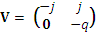 V = (−j j
0 −q)